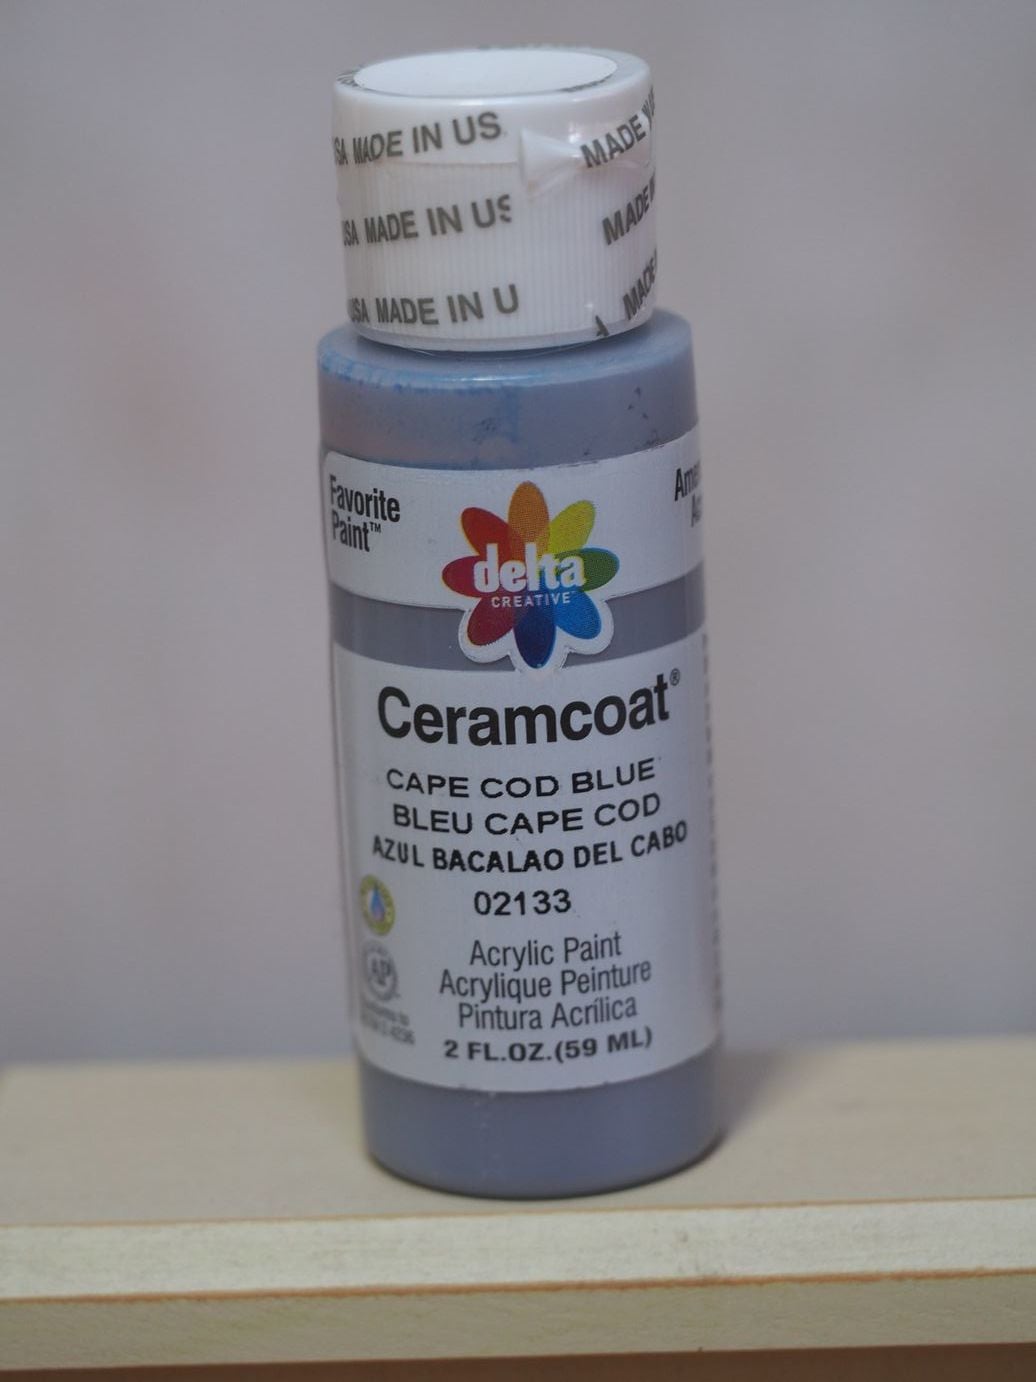 USA MADE IN US
MADE
USA MADE IN US
MADE
USA MADE IN U
MADE
Favorite
Paint™
delta
CREATIVE
Ceramcoat®
CAPE COD BLUE
BLEU CAPE COD
AZUL BACALAO DEL CABO
02133
Acrylic Paint
Acrylique Peinture
Pintura Acrílica
2 FL.OZ.(59 ML)
AP